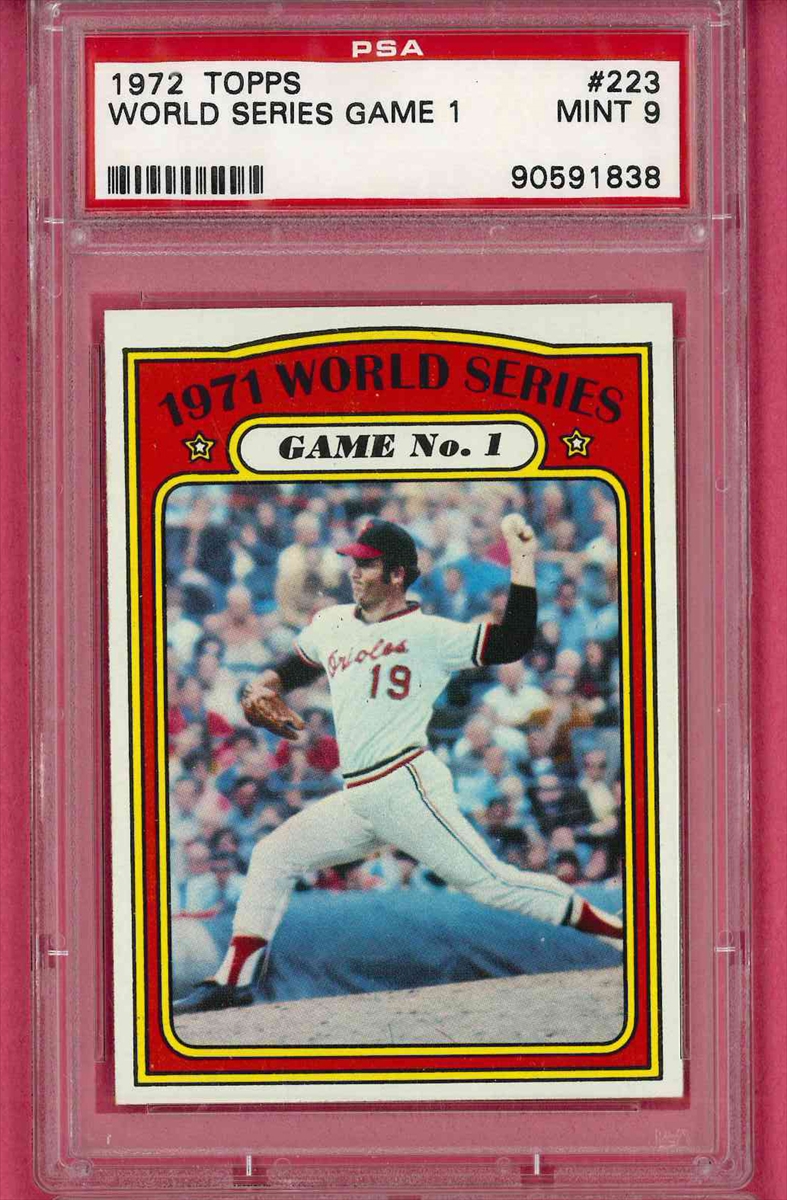 PSA
1972 TOPPS #223
WORLD SERIES GAME 1 MINT 9
90591838
1971 WORLD SERIES
GAME No. 1
Orioles
19